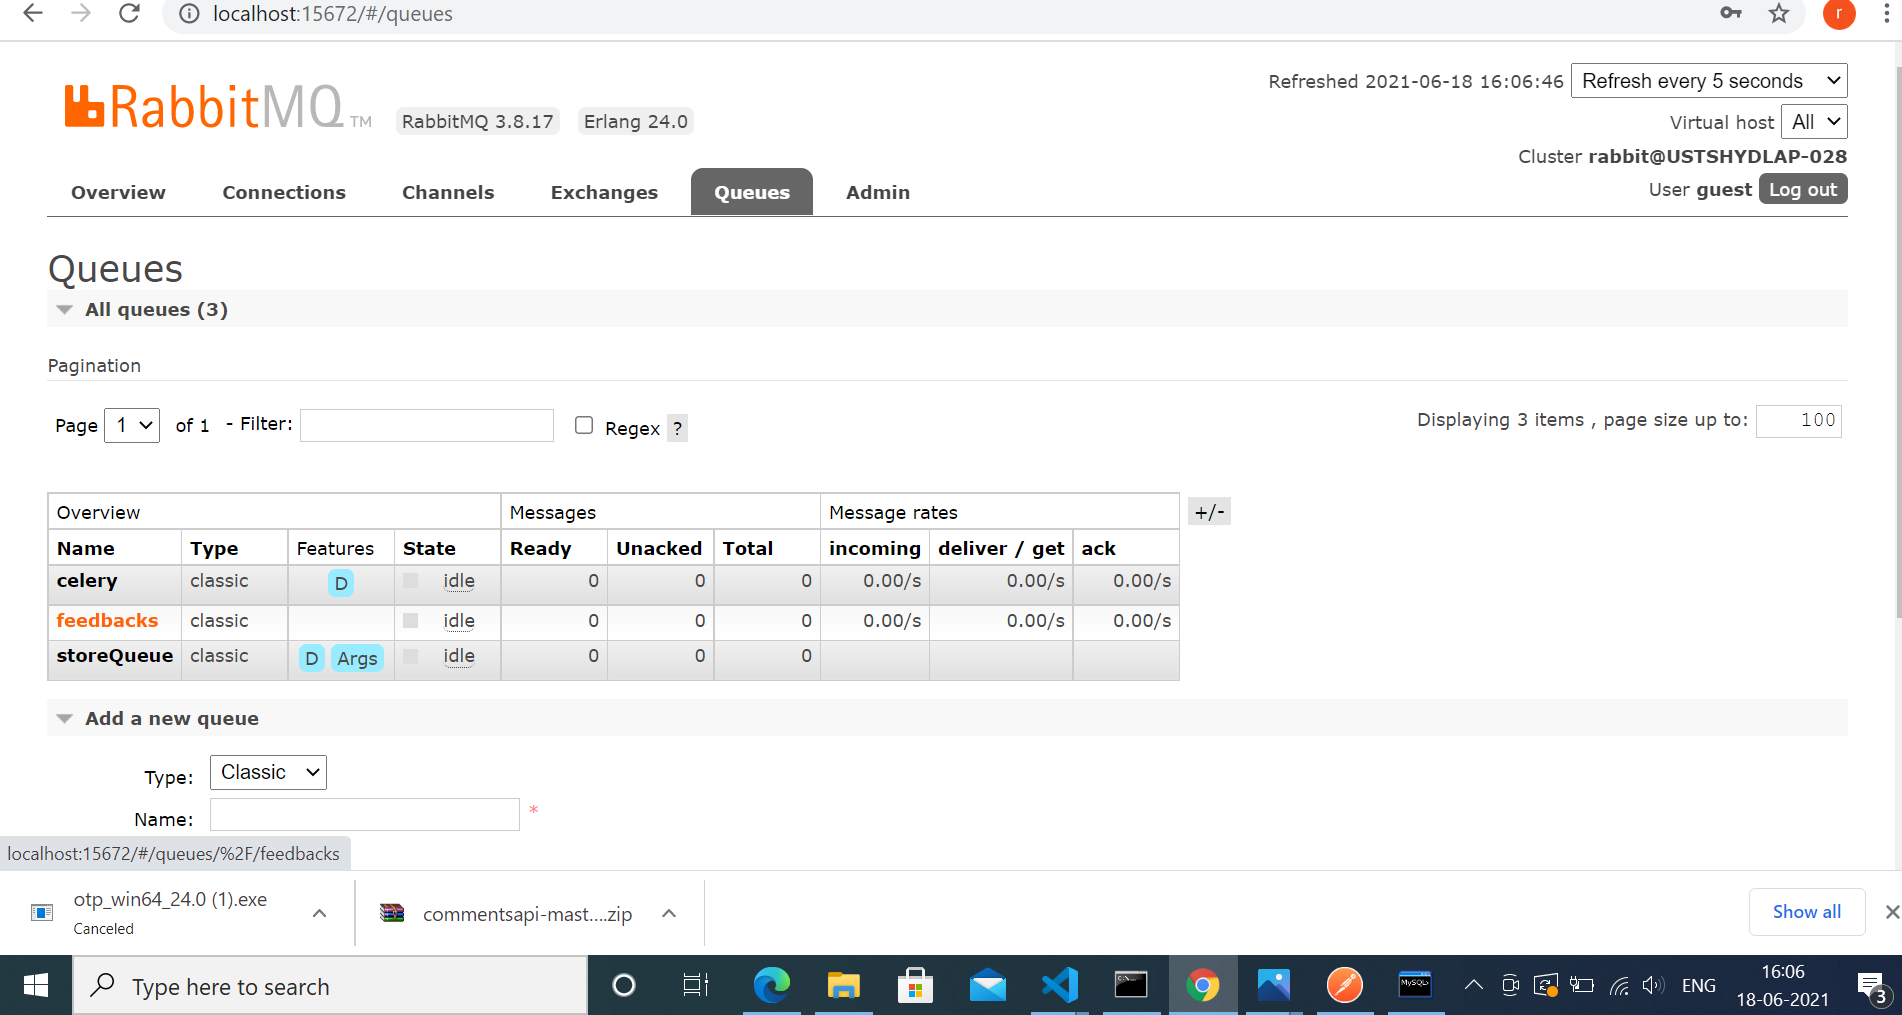 localhost:15672/#/queues
r
RabbitMQ TM
RabbitMQ 3.8.17
Erlang 24.0
Refreshed 2021-06-18 16:06:46
Refresh every 5 seconds
Virtual host All
Cluster rabbit@USTSHYDLAP-028
User guest Log out
Overview Connections Channels Exchanges Queues Admin
Queues
All queues (3)
Pagination
Page 1 of 1 - Filter: Regex ?
Displaying 3 items , page size up to: 100
Overview Messages Message rates +/-
Name Type Features State Ready Unacked Total incoming deliver / get ack
celery classic D idle 0 0 0 0.00/s 0.00/s 0.00/s
feedbacks classic idle 0 0 0 0.00/s 0.00/s 0.00/s
storeQueue classic D Args idle 0 0 0
Add a new queue
Type: Classic
Name: *
localhost:15672/#/queues/%2F/feedbacks
otp_win64_24.0 (1).exe
Canceled
commentsapi-mast....zip
Show all
Type here to search
MySQL
ENG
16:06
18-06-2021
3